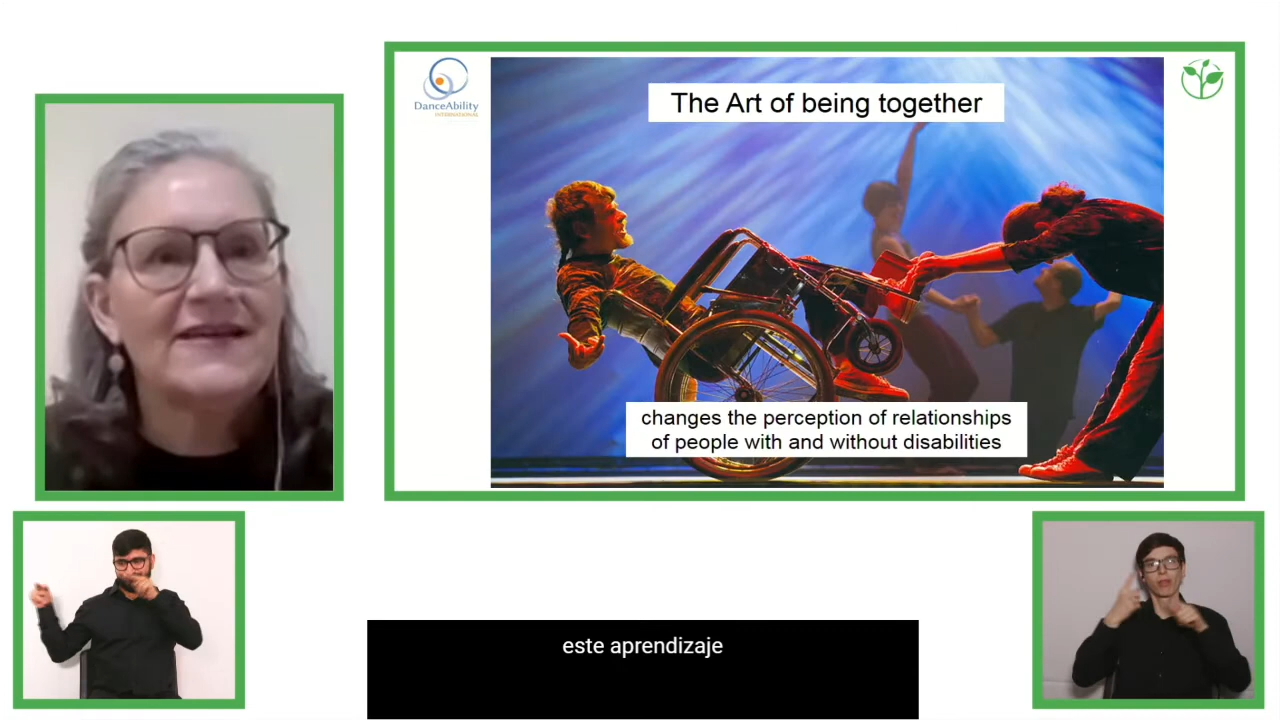 DanceAbility
INTERNATIONAL
The Art of being together
changes the perception of relationships
of people with and without disabilities
este aprendizaje